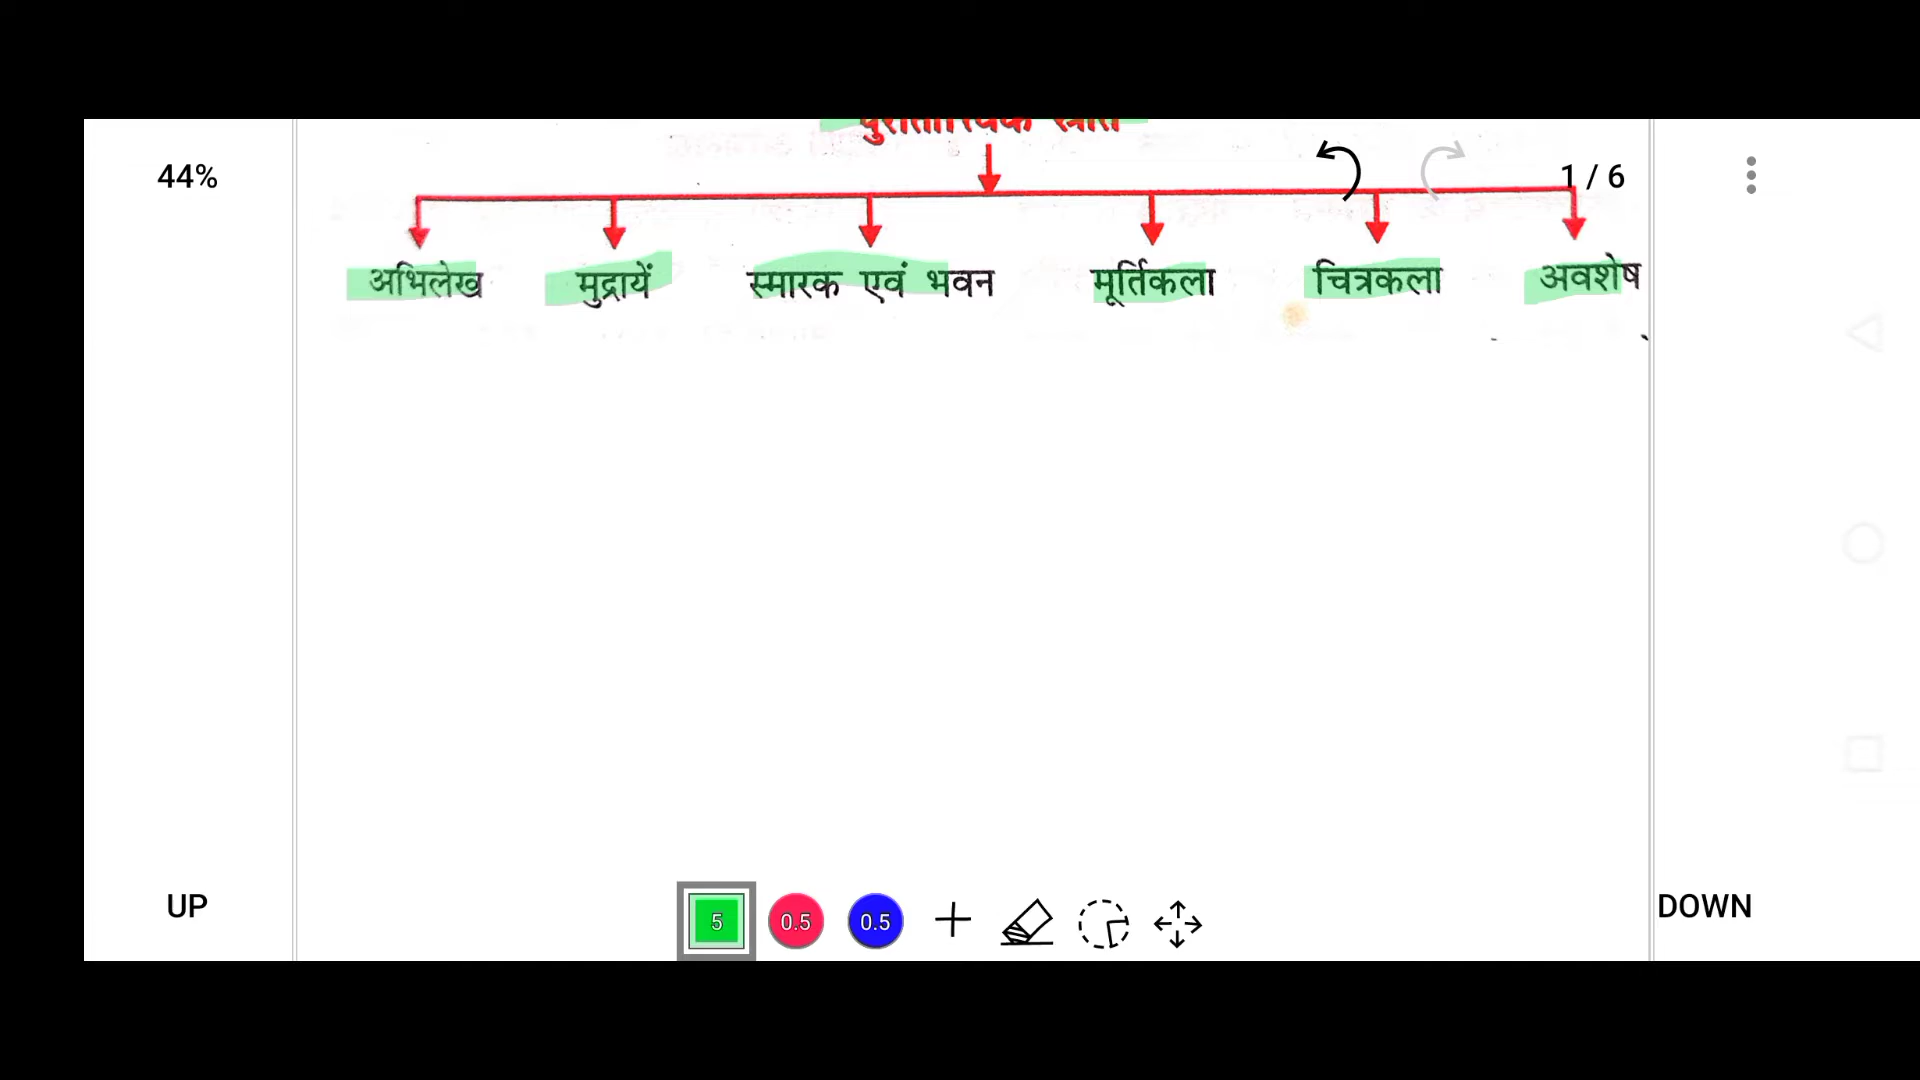 पुरातात्विक स्त्रोत
44%
1 / 6
अभिलेख मुद्रायें स्मारक एवं भवन मूर्तिकला चित्रकला अवशेष
UP
5 0.5 0.5
DOWN